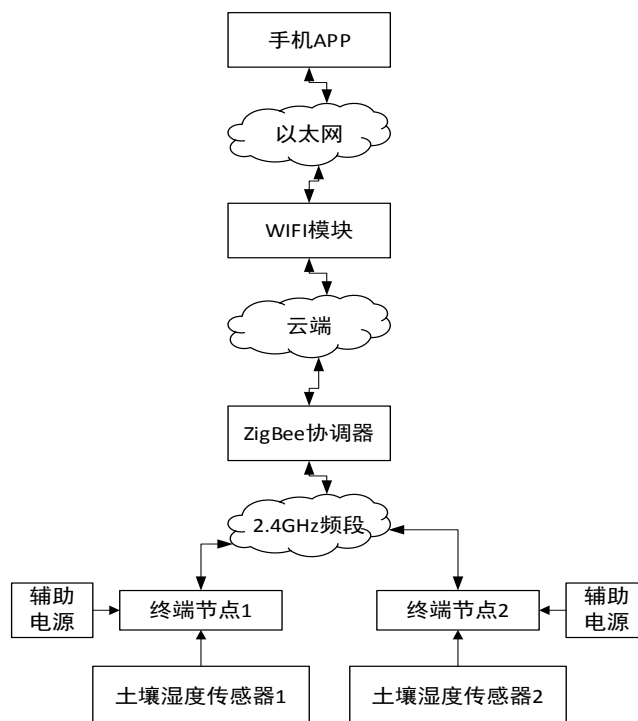 手机APP
以太网
WIFI模块
云端
ZigBee协调器
2.4GHz频段
辅助
电源
终端节点1
终端节点2
辅助
电源
土壤湿度传感器1
土壤湿度传感器2